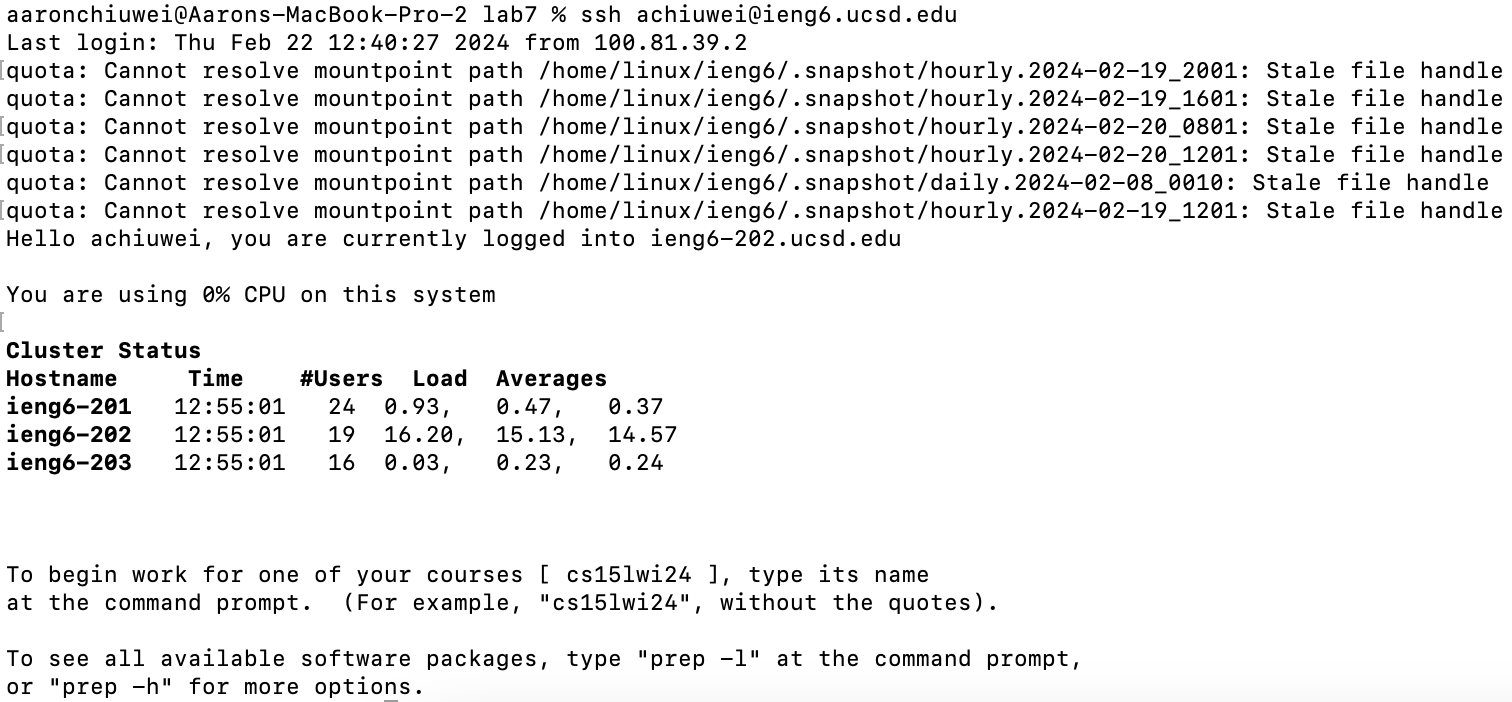 aaronchiuwei@Aarons-MacBook-Pro-2 lab7 % ssh achiuwei@ieng6.ucsd.edu
Last login: Thu Feb 22 12:40:27 2024 from 100.81.39.2
[quota: Cannot resolve mountpoint path /home/linux/ieng6/.snapshot/hourly.2024-02-19_2001: Stale file handle
quota: Cannot resolve mountpoint path /home/linux/ieng6/.snapshot/hourly.2024-02-19_1601: Stale file handle
[quota: Cannot resolve mountpoint path /home/linux/ieng6/.snapshot/hourly.2024-02-20_0801: Stale file handle
[quota: Cannot resolve mountpoint path /home/linux/ieng6/.snapshot/hourly.2024-02-20_1201: Stale file handle
quota: Cannot resolve mountpoint path /home/linux/ieng6/.snapshot/daily.2024-02-08_0010: Stale file handle
[quota: Cannot resolve mountpoint path /home/linux/ieng6/.snapshot/hourly.2024-02-19_1201: Stale file handle
Hello achiuwei, you are currently logged into ieng6-202.ucsd.edu
You are using 0% CPU on this system
[
Cluster Status
Hostname Time #Users Load Averages
ieng6-201 12:55:01 24 0.93, 0.47, 0.37
ieng6-202 12:55:01 19 16.20, 15.13, 14.57
ieng6-203 12:55:01 16 0.03, 0.23, 0.24
To begin work for one of your courses [ cs15lwi24 ], type its name
at the command prompt. (For example, "cs15lwi24", without the quotes).
To see all available software packages, type "prep -l" at the command prompt,
or "prep -h" for more options.